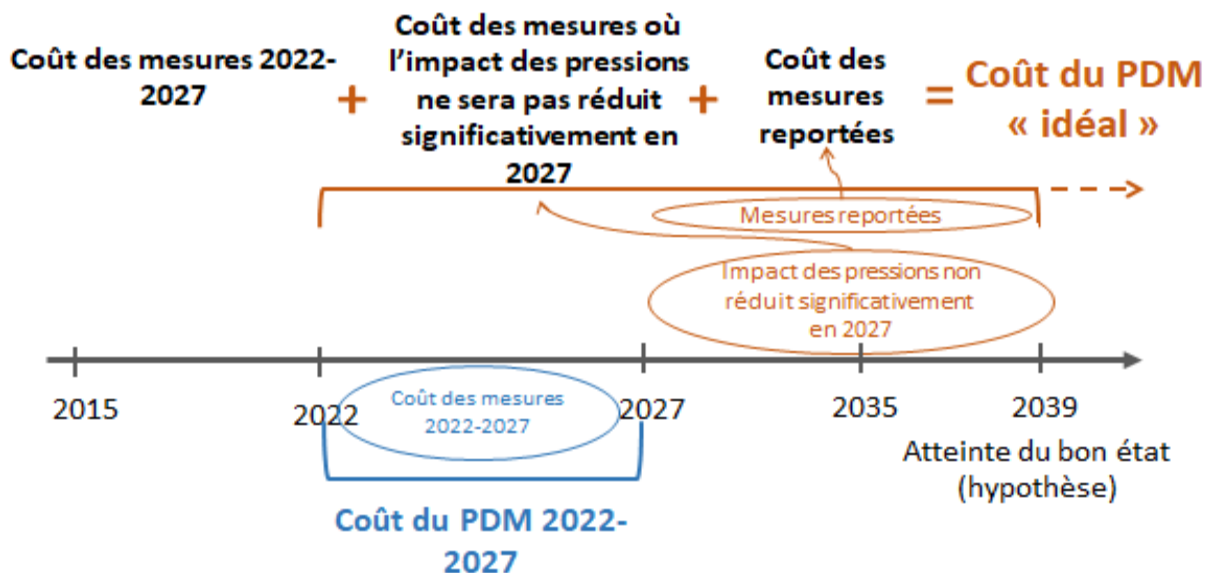 Coût des mesures 2022-
2027
+
Coût des mesures où
l'impact des pressions
ne sera pas réduit
significativement en
2027
+
Coût des
mesures
reportées
=
Coût du PDM
« idéal »
Mesures reportées
Impact des pressions non
réduit significativement
en 2027
2015
2022
Coût des mesures
2022-2027
2027
2035
2039
Atteinte du bon état
(hypothèse)
Coût du PDM 2022-
2027